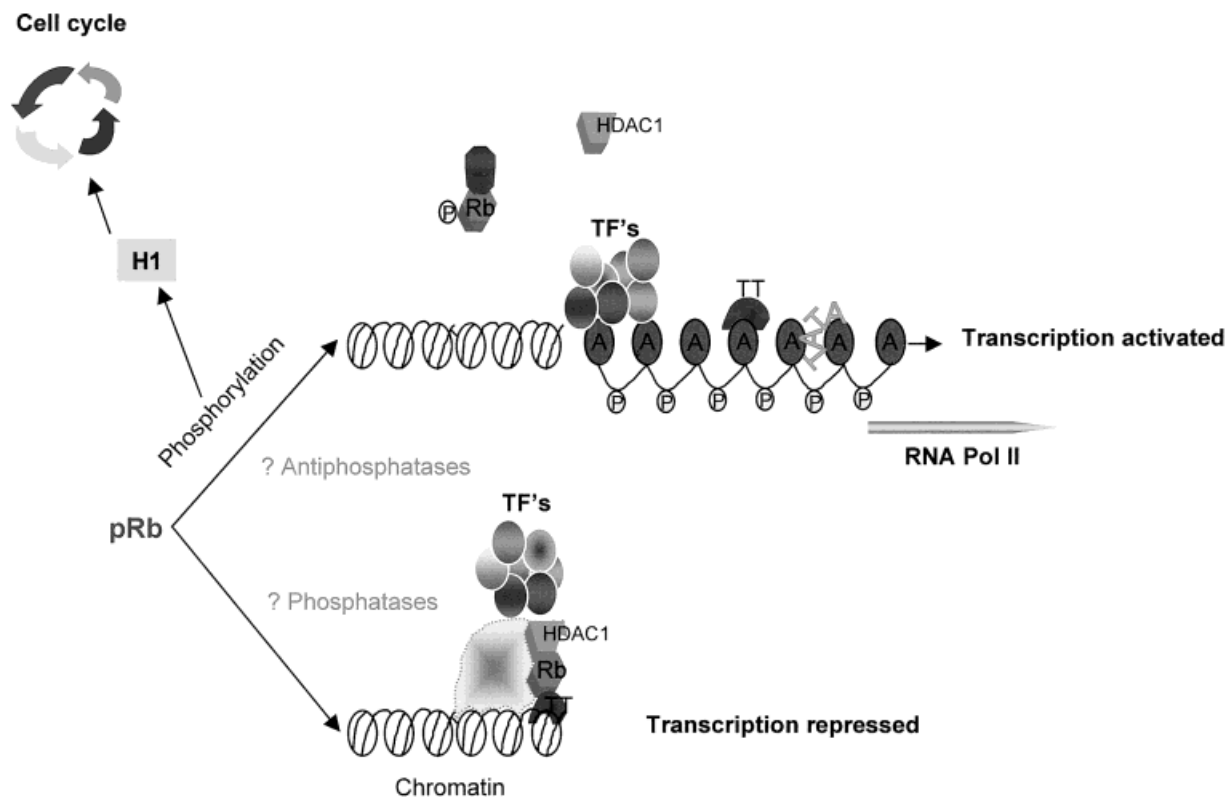 Cell cycle
HDAC1
P Rb
TF's
H1
TT
A A A A A TATA A A
Transcription activated
P P P P P P
Phosphorylation
RNA Pol II
? Antiphosphatases
TF's
pRb
? Phosphatases
HDAC1
Rb
TT
Transcription repressed
Chromatin